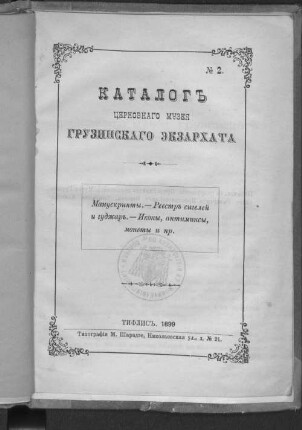 № 2.
КАТАЛОГЪ
ЦЕРКОВНАГО МУЗЕЯ
ГРУЗИНСКАГО ЭКЗАРХАТА
Манускрипты.—Реестръ сигелей
и гуджаръ.—Иконы, антиминсы,
монеты и пр.
ТИФЛИСЪ. 1899
Типографія М. Шарадзе, Николаевская ул., д. № 21.